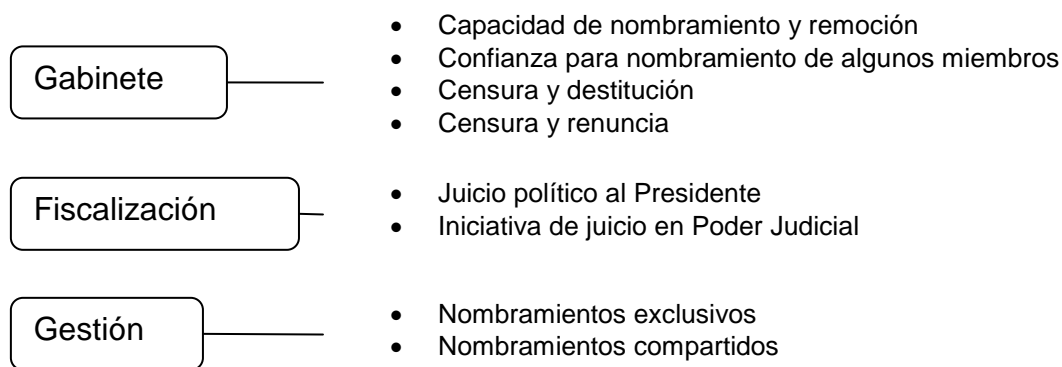 Gabinete
• Capacidad de nombramiento y remoción
• Confianza para nombramiento de algunos miembros
• Censura y destitución
• Censura y renuncia
Fiscalización
• Juicio político al Presidente
• Iniciativa de juicio en Poder Judicial
Gestión
• Nombramientos exclusivos
• Nombramientos compartidos